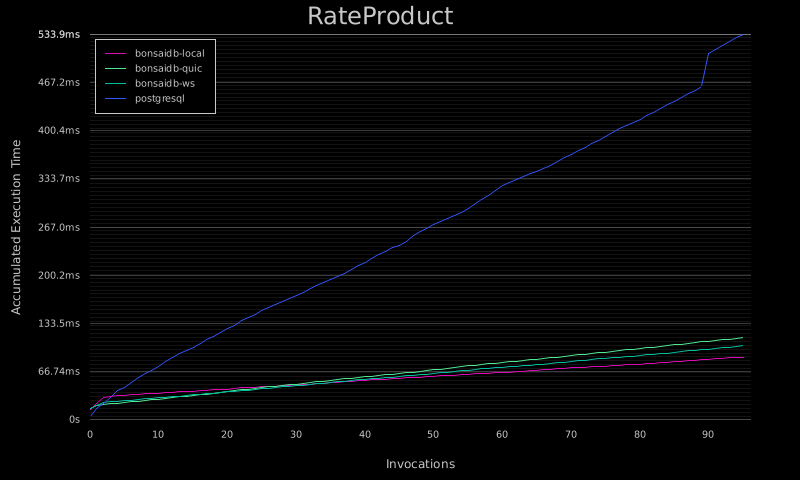 RateProduct
533.9ms
bonsaidb-local
bonsaidb-quic
bonsaidb-ws
postgresql
467.2ms
400.4ms
333.7ms
267.0ms
200.2ms
133.5ms
66.74ms
0s
Accumulated Execution Time
0 10 20 30 40 50 60 70 80 90
Invocations